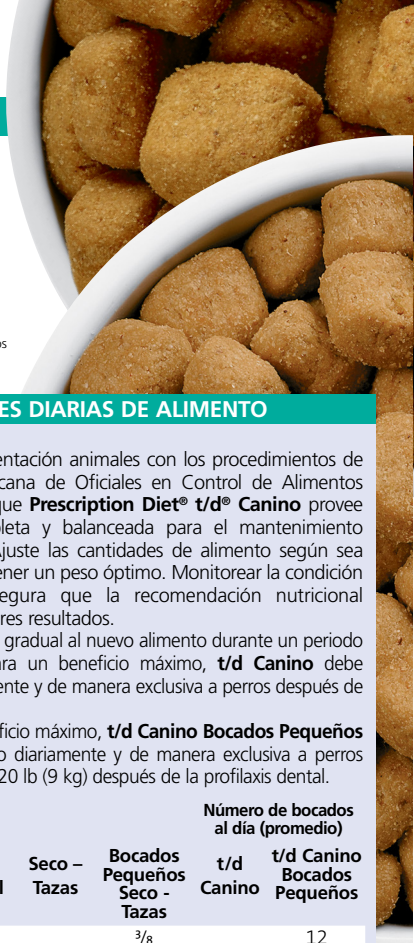 os
ES DIARIAS DE ALIMENTO
entación animales con los procedimientos de
cana de Oficiales en Control de Alimentos
que Prescription Diet® t/d® Canino provee
leta y balanceada para el mantenimiento
Ajuste las cantidades de alimento según sea
ener un peso óptimo. Monitorear la condición
egura que la recomendación nutricional
res resultados.
gradual al nuevo alimento durante un periodo
ara un beneficio máximo, t/d Canino debe
ente y de manera exclusiva a perros después de
ficio máximo, t/d Canino Bocados Pequeños
o diariamente y de manera exclusiva a perros
20 lb (9 kg) después de la profilaxis dental.
Número de bocados
al día (promedio)
Seco –
Tazas
Bocados
Pequeños
Seco -
Tazas
t/d
Canino
t/d Canino
Bocados
Pequeños
3/8 12